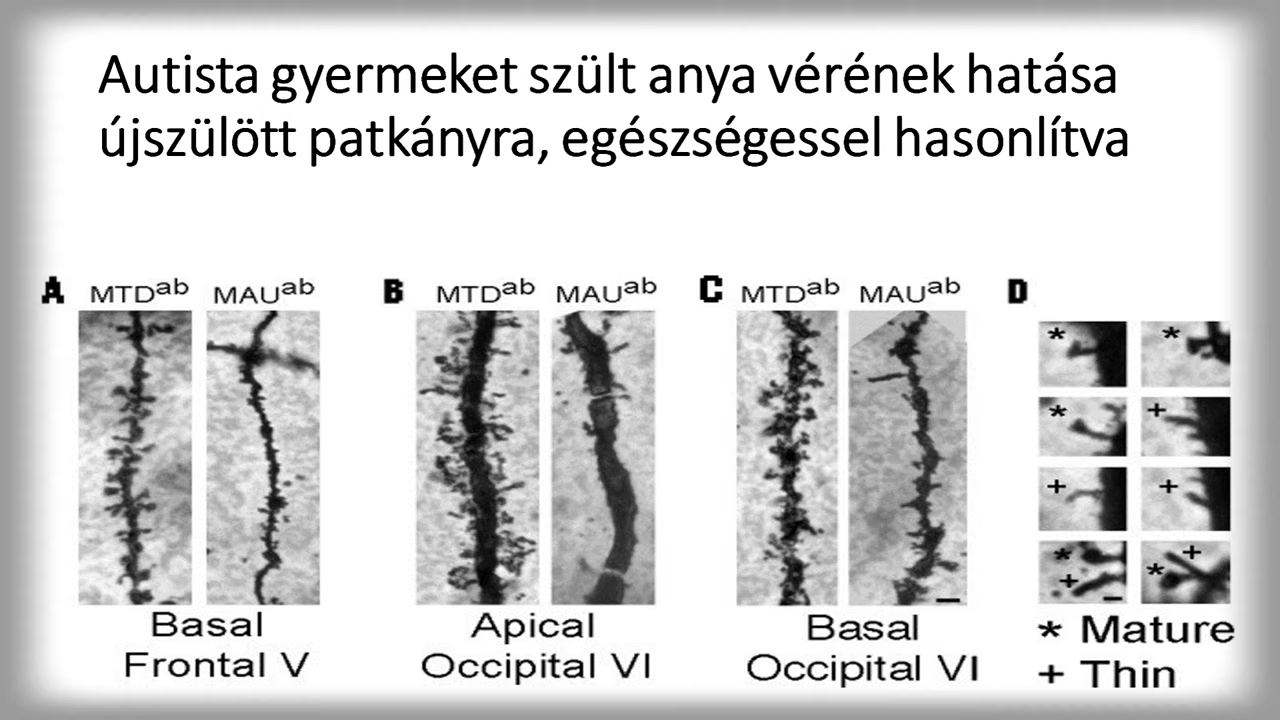 Autista gyermeket szült anya vérének hatása
újszülött patkányra, egészségessel hasonlítva
A MTDab MAUab B MTDab MAUab C MTDab MAUab D
* *
* +
+ +
* + + *
Basal Apical Basal * Mature
Frontal V Occipital VI Occipital VI + Thin